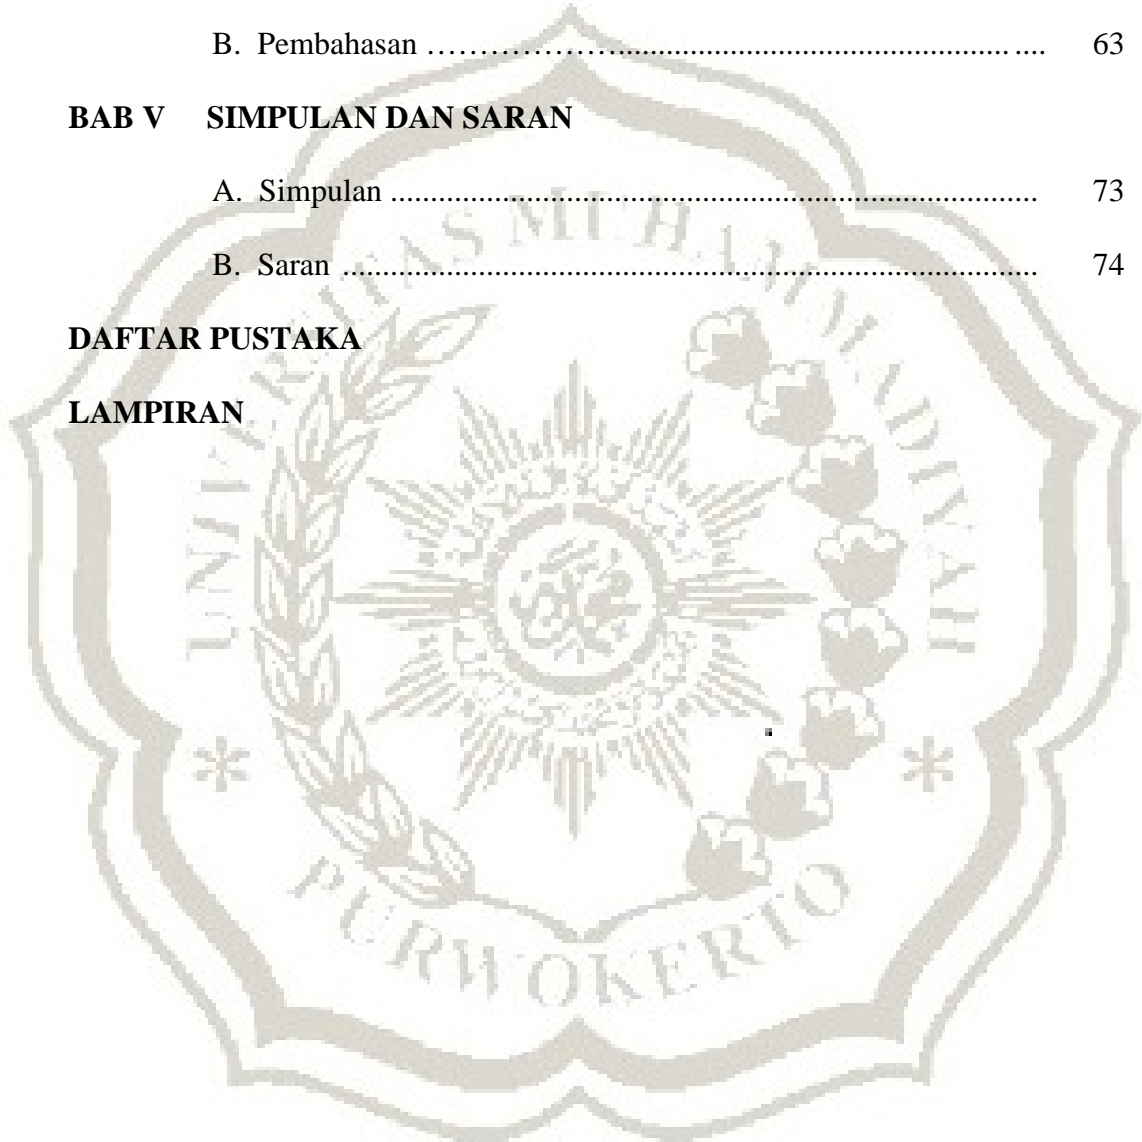 B. Pembahasan ………………............................................... .... 63
BAB V SIMPULAN DAN SARAN
A. Simpulan .......................................................................... 73
B. Saran ................................................................................ 74
DAFTAR PUSTAKA
LAMPIRAN
UNIVERSITAS MUHAMMADIYAH
PURWOKERTO